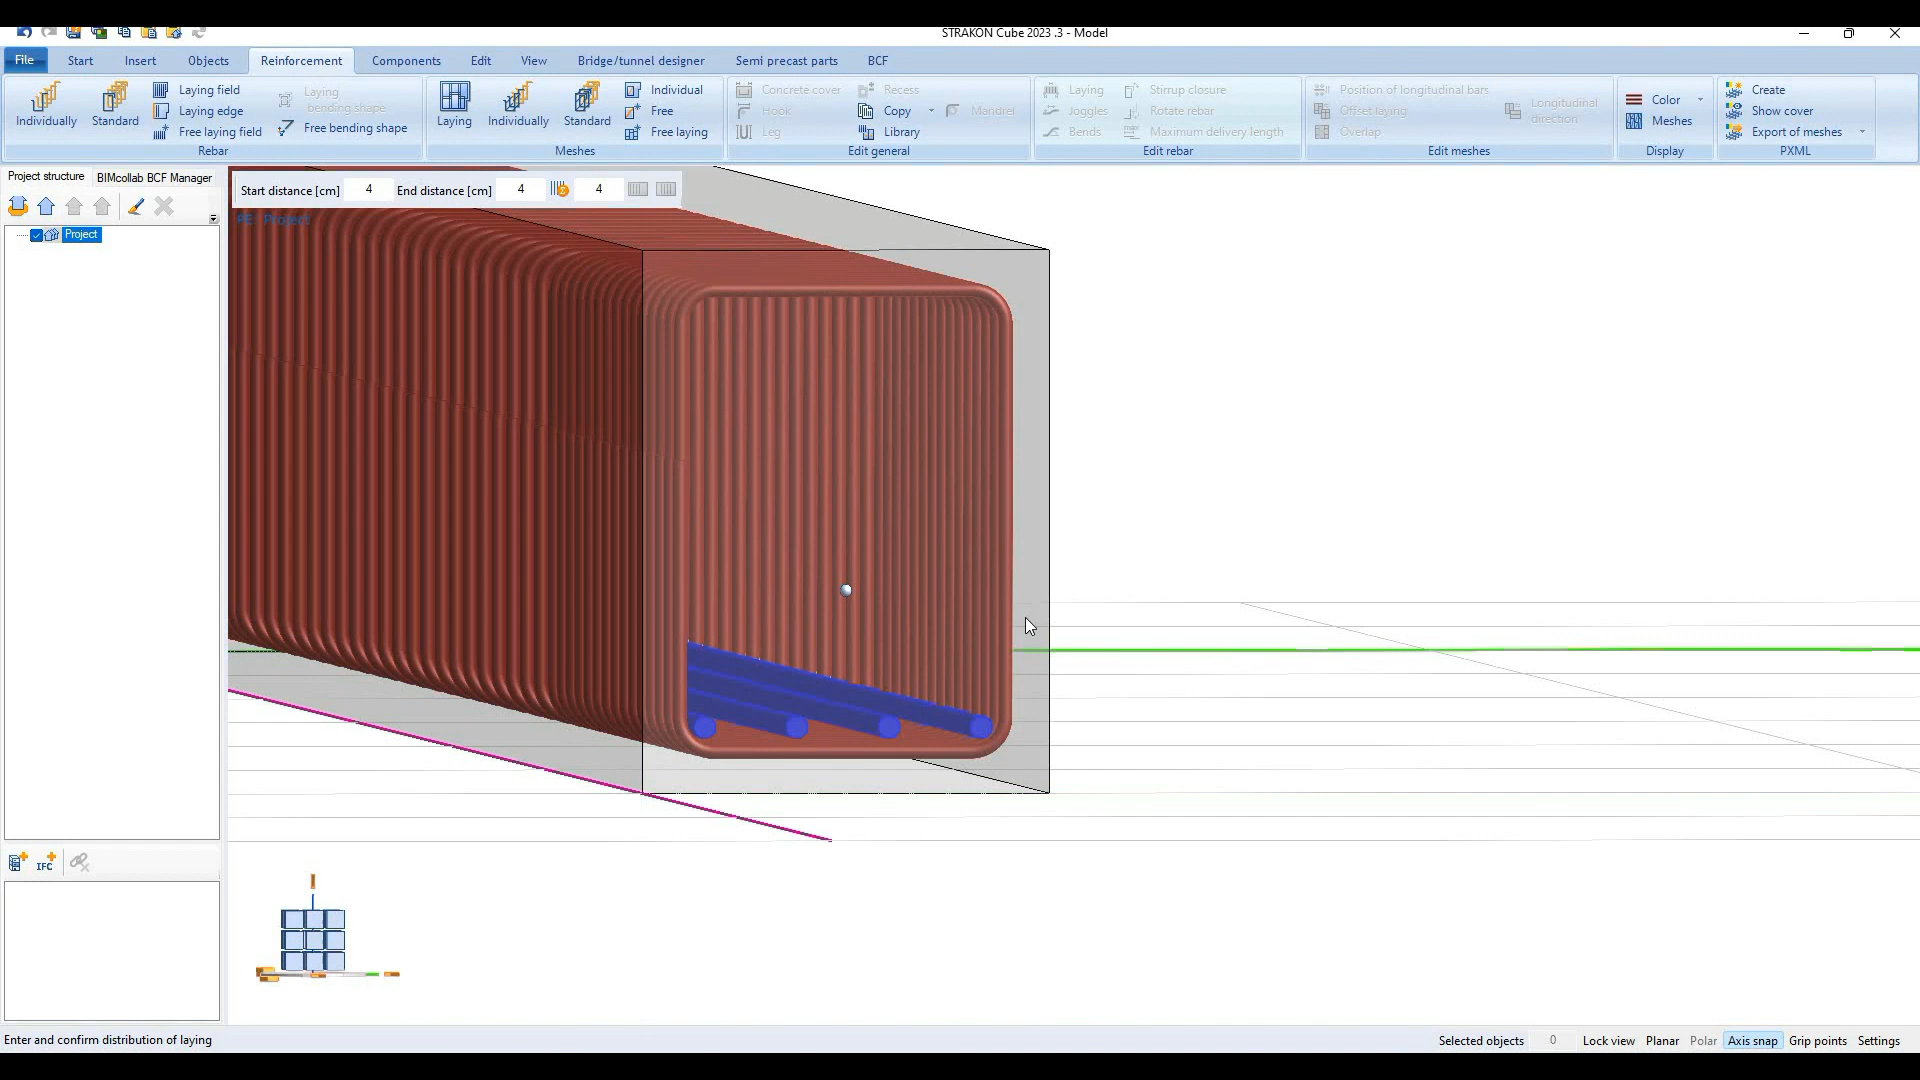 STRAKON Cube 2023 .3 - Model
File Start Insert Objects Reinforcement Components Edit View Bridge/tunnel designer Semi precast parts BCF
Individually Standard Laying field Laying edge Free laying field Laying bending shape Free bending shape
Rebar
Laying Individually Standard Individual Free Free laying
Meshes
Concrete cover Hook Leg Recess Copy Library Mandrel
Edit general
Laying Joggles Bends Stirrup closure Rotate rebar Maximum delivery length
Edit rebar
Position of longitudinal bars Offset laying Overlap Longitudinal direction
Edit meshes
Color Meshes
Display
Create Show cover Export of meshes
PXML
Project structure BIMcollab BCF Manager
Project
Start distance [cm] 4 End distance [cm] 4 4
PE: Project
IFC
Enter and confirm distribution of laying
Selected objects 0 Lock view Planar Polar Axis snap Grip points Settings